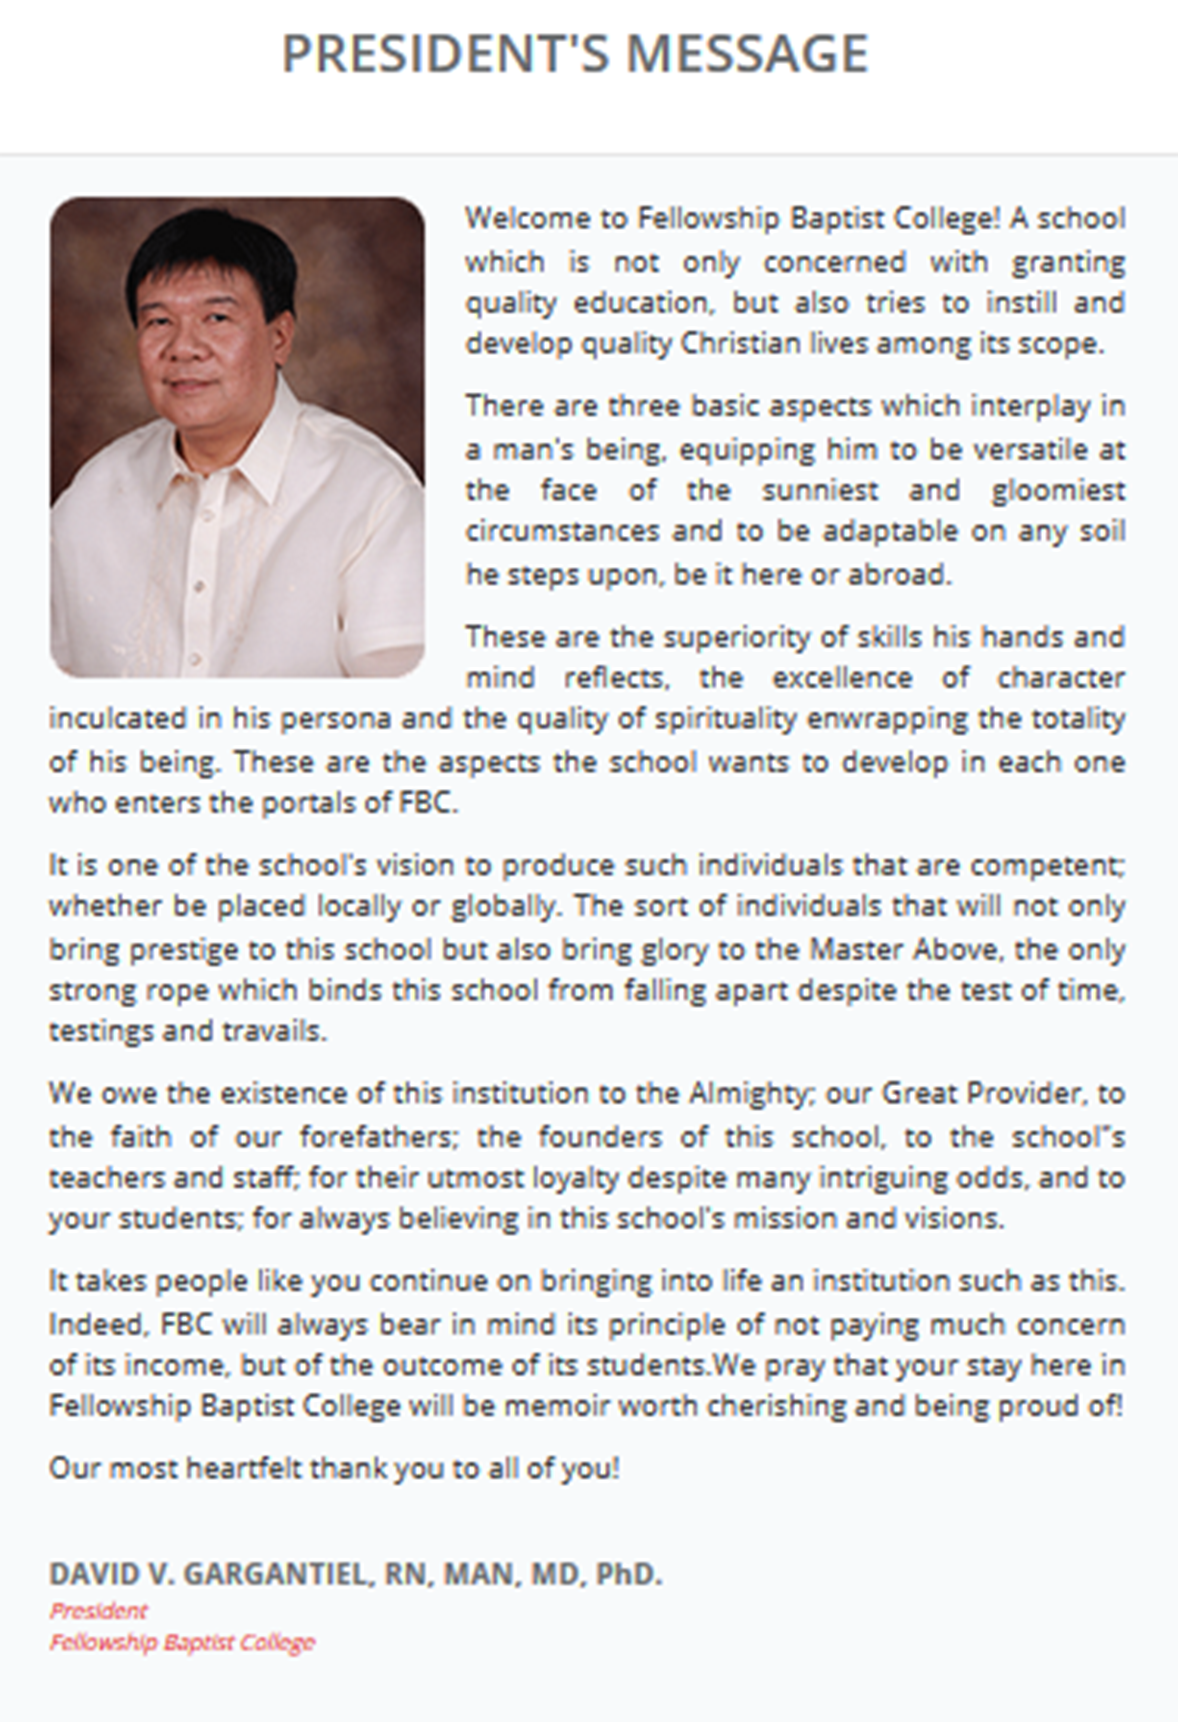 PRESIDENT'S MESSAGE
Welcome to Fellowship Baptist College! A school
which is not only concerned with granting
quality education, but also tries to instill and
develop quality Christian lives among its scope.
There are three basic aspects which interplay in
a man's being, equipping him to be versatile at
the face of the sunniest and gloomiest
circumstances and to be adaptable on any soil
he steps upon, be it here or abroad.
These are the superiority of skills his hands and
mind reflects, the excellence of character
inculcated in his persona and the quality of spirituality enwrapping the totality
of his being. These are the aspects the school wants to develop in each one
who enters the portals of FBC.
It is one of the school's vision to produce such individuals that are competent;
whether be placed locally or globally. The sort of individuals that will not only
bring prestige to this school but also bring glory to the Master Above, the only
strong rope which binds this school from falling apart despite the test of time,
testings and travails.
We owe the existence of this institution to the Almighty; our Great Provider, to
the faith of our forefathers; the founders of this school, to the school"s
teachers and staff; for their utmost loyalty despite many intriguing odds, and to
your students; for always believing in this school's mission and visions.
It takes people like you continue on bringing into life an institution such as this.
Indeed, FBC will always bear in mind its principle of not paying much concern
of its income, but of the outcome of its students.We pray that your stay here in
Fellowship Baptist College will be memoir worth cherishing and being proud of!
Our most heartfelt thank you to all of you!
DAVID V. GARGANTIEL, RN, MAN, MD, PhD.
President
Fellowship Baptist College